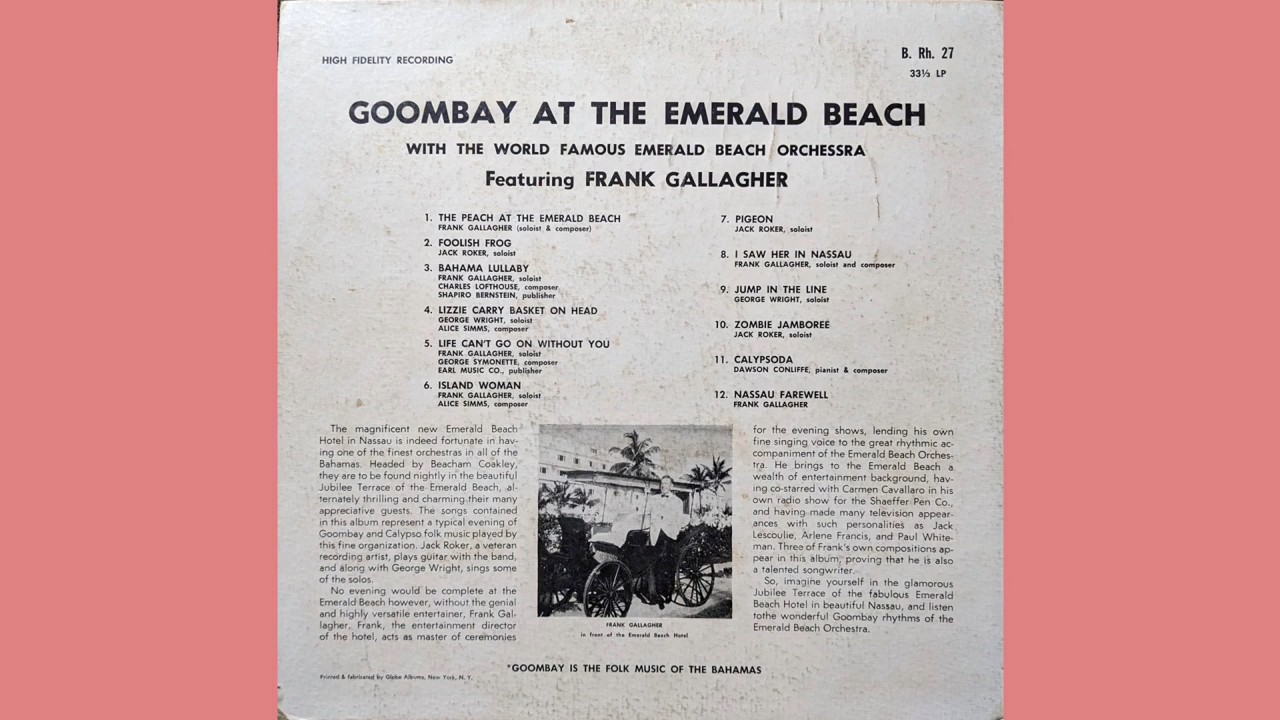 HIGH FIDELITY RECORDING
B. Rh. 27
33⅓ LP
GOOMBAY AT THE EMERALD BEACH
WITH THE WORLD FAMOUS EMERALD BEACH ORCHESSRA
Featuring FRANK GALLAGHER
1. THE PEACH AT THE EMERALD BEACH
FRANK GALLAGHER (soloist & composer)
2. FOOLISH FROG
JACK ROKER, soloist
3. BAHAMA LULLABY
FRANK GALLAGHER, soloist
CHARLES LOFTHOUSE, composer
SHAPIRO BERNSTEIN, publisher
4. LIZZIE CARRY BASKET ON HEAD
GEORGE WRIGHT, soloist
ALICE SIMMS, composer
5. LIFE CAN'T GO ON WITHOUT YOU
FRANK GALLAGHER, soloist
GEORGE SYMONETTE, composer
EARL MUSIC CO., publisher
6. ISLAND WOMAN
FRANK GALLAGHER, soloist
ALICE SIMMS, composer
7. PIGEON
JACK ROKER, soloist
8. I SAW HER IN NASSAU
FRANK GALLAGHER, soloist and composer
9. JUMP IN THE LINE
GEORGE WRIGHT, soloist
10. ZOMBIE JAMBOREE
JACK ROKER, soloist
11. CALYPSODA
DAWSON CONLIFFE, pianist & composer
12. NASSAU FAREWELL
FRANK GALLAGHER
The magnificent new Emerald Beach
Hotel in Nassau is indeed fortunate in hav-
ing one of the finest orchestras in all of the
Bahamas. Headed by Beacham Coakley,
they are to be found nightly in the beautiful
Jubilee Terrace of the Emerald Beach, al-
ternately thrilling and charming their many
appreciative guests. The songs contained
in this album represent a typical evening of
Goombay and Calypso folk music played by
this fine organization. Jack Roker, a veteran
recording artist, plays guitar with the band,
and along with George Wright, sings some
of the solos.
No evening would be complete at the
Emerald Beach however, without the genial
and highly versatile entertainer, Frank Gal-
lagher. Frank, the entertainment director
of the hotel, acts as master of ceremonies
FRANK GALLAGHER
in front of the Emerald Beach Hotel
for the evening shows, lending his own
fine singing voice to the great rhythmic ac-
companiment of the Emerald Beach Orches-
tra. He brings to the Emerald Beach a
wealth of entertainment background, hav-
ing co-starred with Carmen Cavallaro in his
own radio show for the Shaeffer Pen Co.,
and having made many television appear-
ances with such personalities as Jack
Lescoulie, Arlene Francis, and Paul White-
man. Three of Frank's own compositions ap-
pear in this album, proving that he is also
a talented songwriter.
So, imagine yourself in the glamorous
Jubilee Terrace of the fabulous Emerald
Beach Hotel in beautiful Nassau, and listen
tothe wonderful Goombay rhythms of the
Emerald Beach Orchestra.
*GOOMBAY IS THE FOLK MUSIC OF THE BAHAMAS
Printed & fabricated by Globe Albums, New York, N. Y.